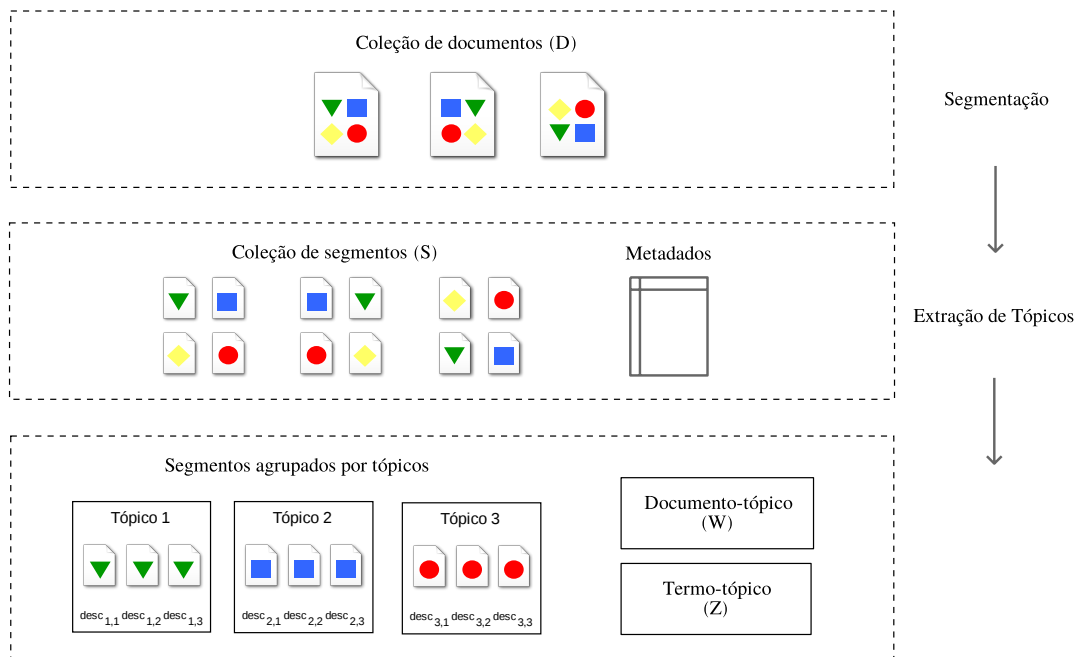 Coleção de documentos (D)
Segmentação
Coleção de segmentos (S)
Metadados
Extração de Tópicos
Segmentos agrupados por tópicos
Tópico 1
desc1,1 desc1,2 desc1,3
Tópico 2
desc2,1 desc2,2 desc2,3
Tópico 3
desc3,1 desc3,2 desc3,3
Documento-tópico
(W)
Termo-tópico
(Z)